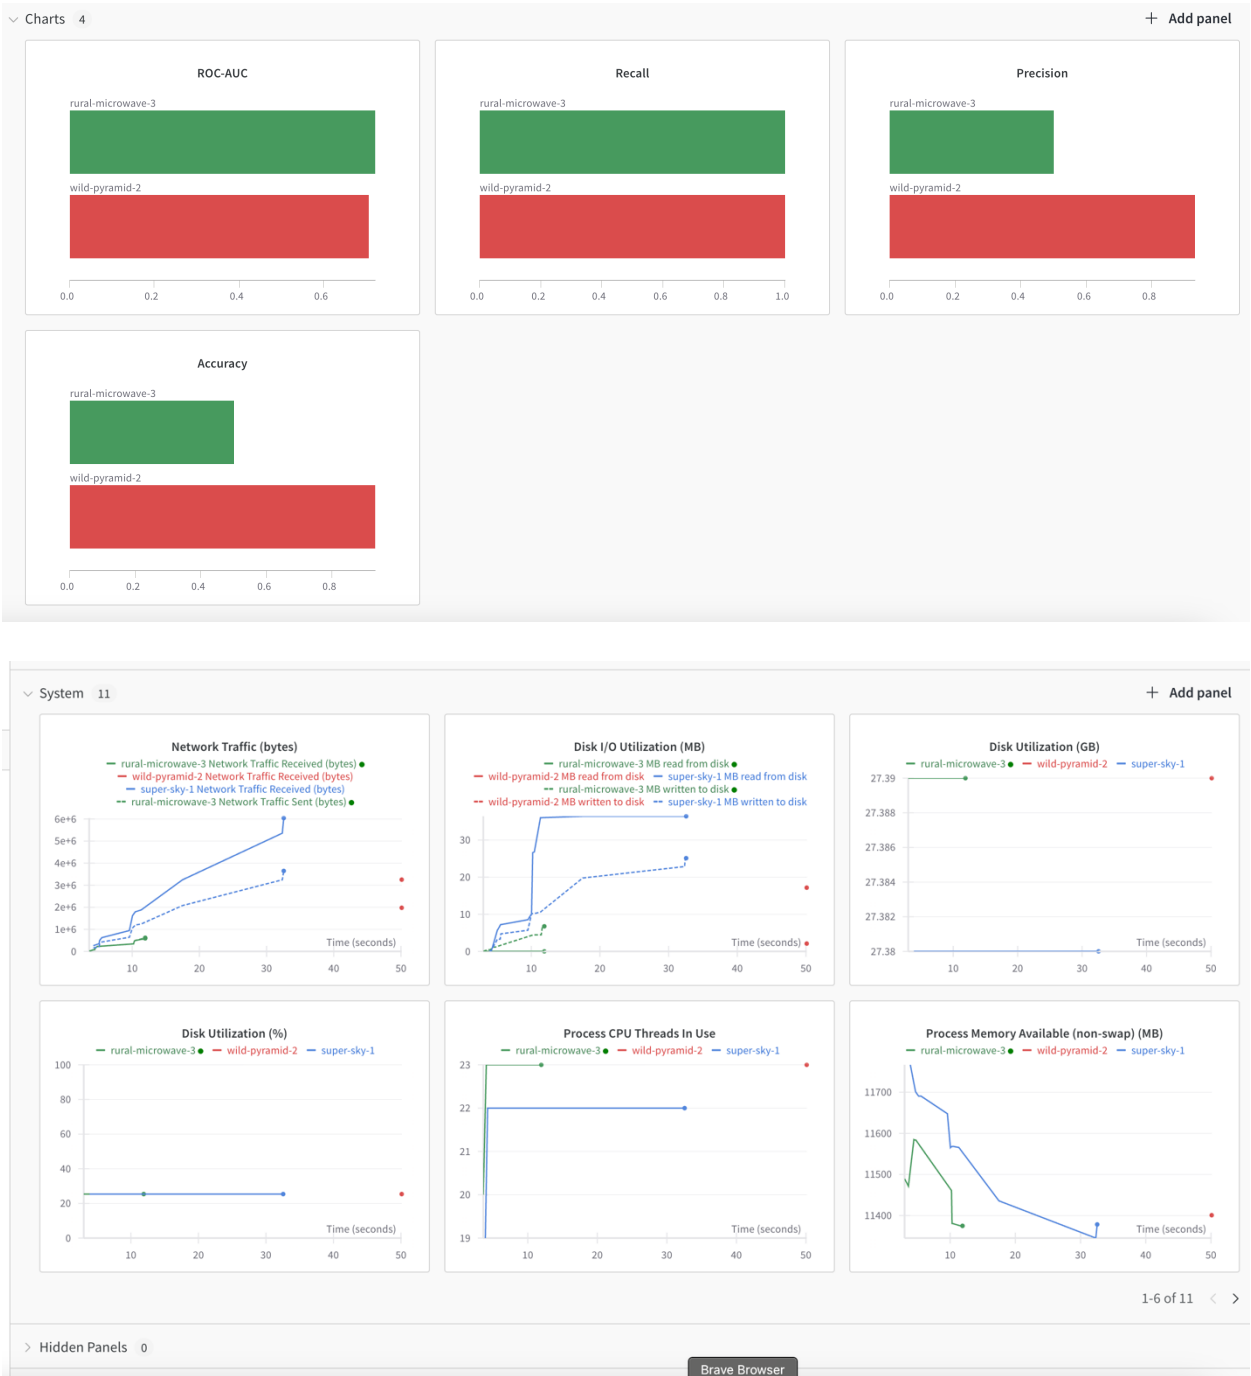 Charts 4
+ Add panel
ROC-AUC
rural-microwave-3
wild-pyramid-2
0.0 0.2 0.4 0.6
Recall
rural-microwave-3
wild-pyramid-2
0.0 0.2 0.4 0.6 0.8 1.0
Precision
rural-microwave-3
wild-pyramid-2
0.0 0.2 0.4 0.6 0.8
Accuracy
rural-microwave-3
wild-pyramid-2
0.0 0.2 0.4 0.6 0.8
System 11
+ Add panel
Network Traffic (bytes)
rural-microwave-3 Network Traffic Received (bytes)
wild-pyramid-2 Network Traffic Received (bytes)
super-sky-1 Network Traffic Received (bytes)
rural-microwave-3 Network Traffic Sent (bytes)
6e+6
5e+6
4e+6
3e+6
2e+6
1e+6
0
Time (seconds)
10 20 30 40 50
Disk I/O Utilization (MB)
rural-microwave-3 MB read from disk
wild-pyramid-2 MB read from disk super-sky-1 MB read from disk
rural-microwave-3 MB written to disk
wild-pyramid-2 MB written to disk super-sky-1 MB written to disk
30
20
10
0
Time (seconds)
10 20 30 40 50
Disk Utilization (GB)
rural-microwave-3 wild-pyramid-2 super-sky-1
27.39
27.388
27.386
27.384
27.382
27.38
Time (seconds)
10 20 30 40 50
Disk Utilization (%)
rural-microwave-3 wild-pyramid-2 super-sky-1
100
80
60
40
20
0
Time (seconds)
10 20 30 40 50
Process CPU Threads In Use
rural-microwave-3 wild-pyramid-2 super-sky-1
23
22
21
20
19
Time (seconds)
10 20 30 40 50
Process Memory Available (non-swap) (MB)
rural-microwave-3 wild-pyramid-2 super-sky-1
11700
11600
11500
11400
Time (seconds)
10 20 30 40 50
1-6 of 11
Hidden Panels 0
Brave Browser